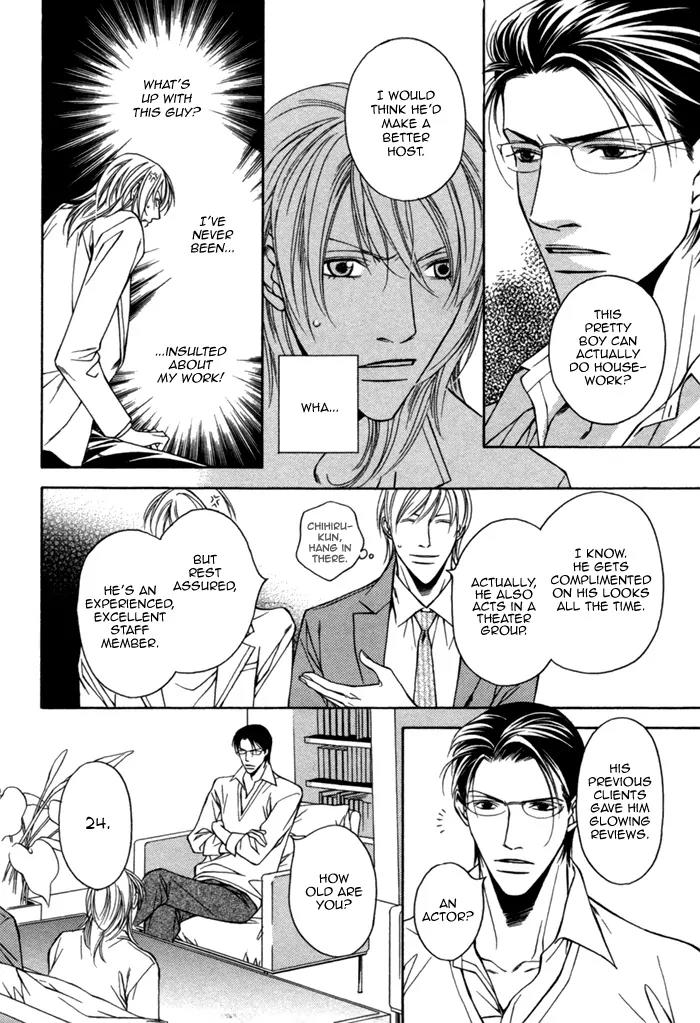 THIS
PRETTY
BOY CAN
ACTUALLY
DO HOUSE-
WORK?
I WOULD
THINK HE'D
MAKE A
BETTER
HOST.
WHA...
WHAT'S
UP WITH
THIS GUY?
I'VE
NEVER
BEEN...
...INSULTED
ABOUT
MY WORK!
I KNOW.
HE GETS
COMPLIMENTED
ON HIS LOOKS
ALL THE TIME.
ACTUALLY,
HE ALSO
ACTS IN A
THEATER
GROUP.
CHIHIRU-
KUN,
HANG IN
THERE.
BUT
REST
ASSURED,
HE'S AN
EXPERIENCED,
EXCELLENT
STAFF
MEMBER.
HIS
PREVIOUS
CLIENTS
GAVE HIM
GLOWING
REVIEWS.
AN
ACTOR?
HOW
OLD ARE
YOU?
24.